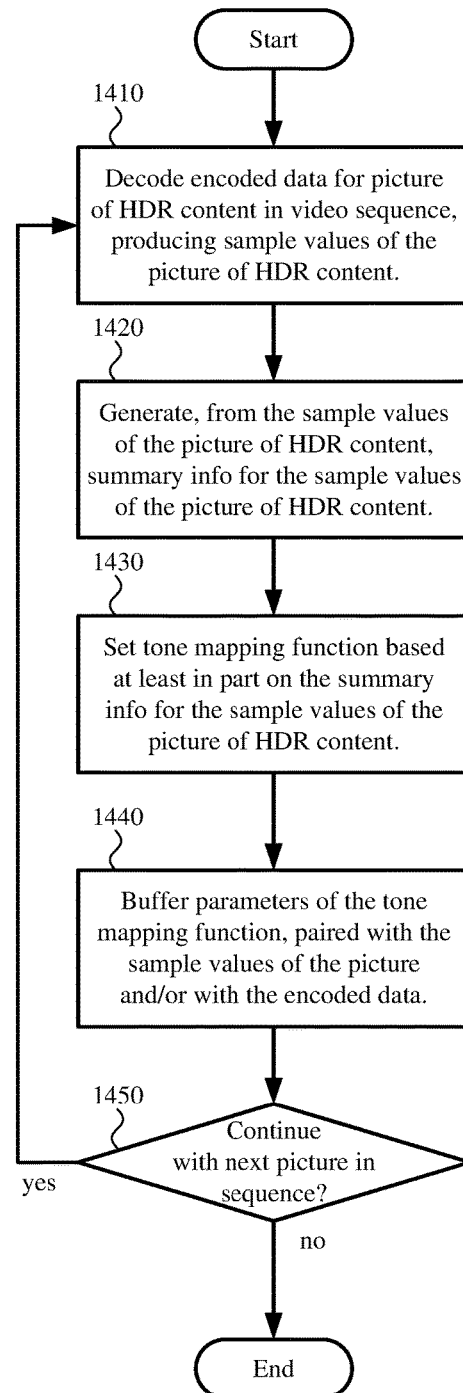 Start
1410
Decode encoded data for picture
of HDR content in video sequence,
producing sample values of the
picture of HDR content.
1420
Generate, from the sample values
of the picture of HDR content,
summary info for the sample values
of the picture of HDR content.
1430
Set tone mapping function based
at least in part on the summary
info for the sample values of the
picture of HDR content.
1440
Buffer parameters of the tone
mapping function, paired with the
sample values of the picture
and/or with the encoded data.
1450
Continue
with next picture in
sequence?
yes
no
End